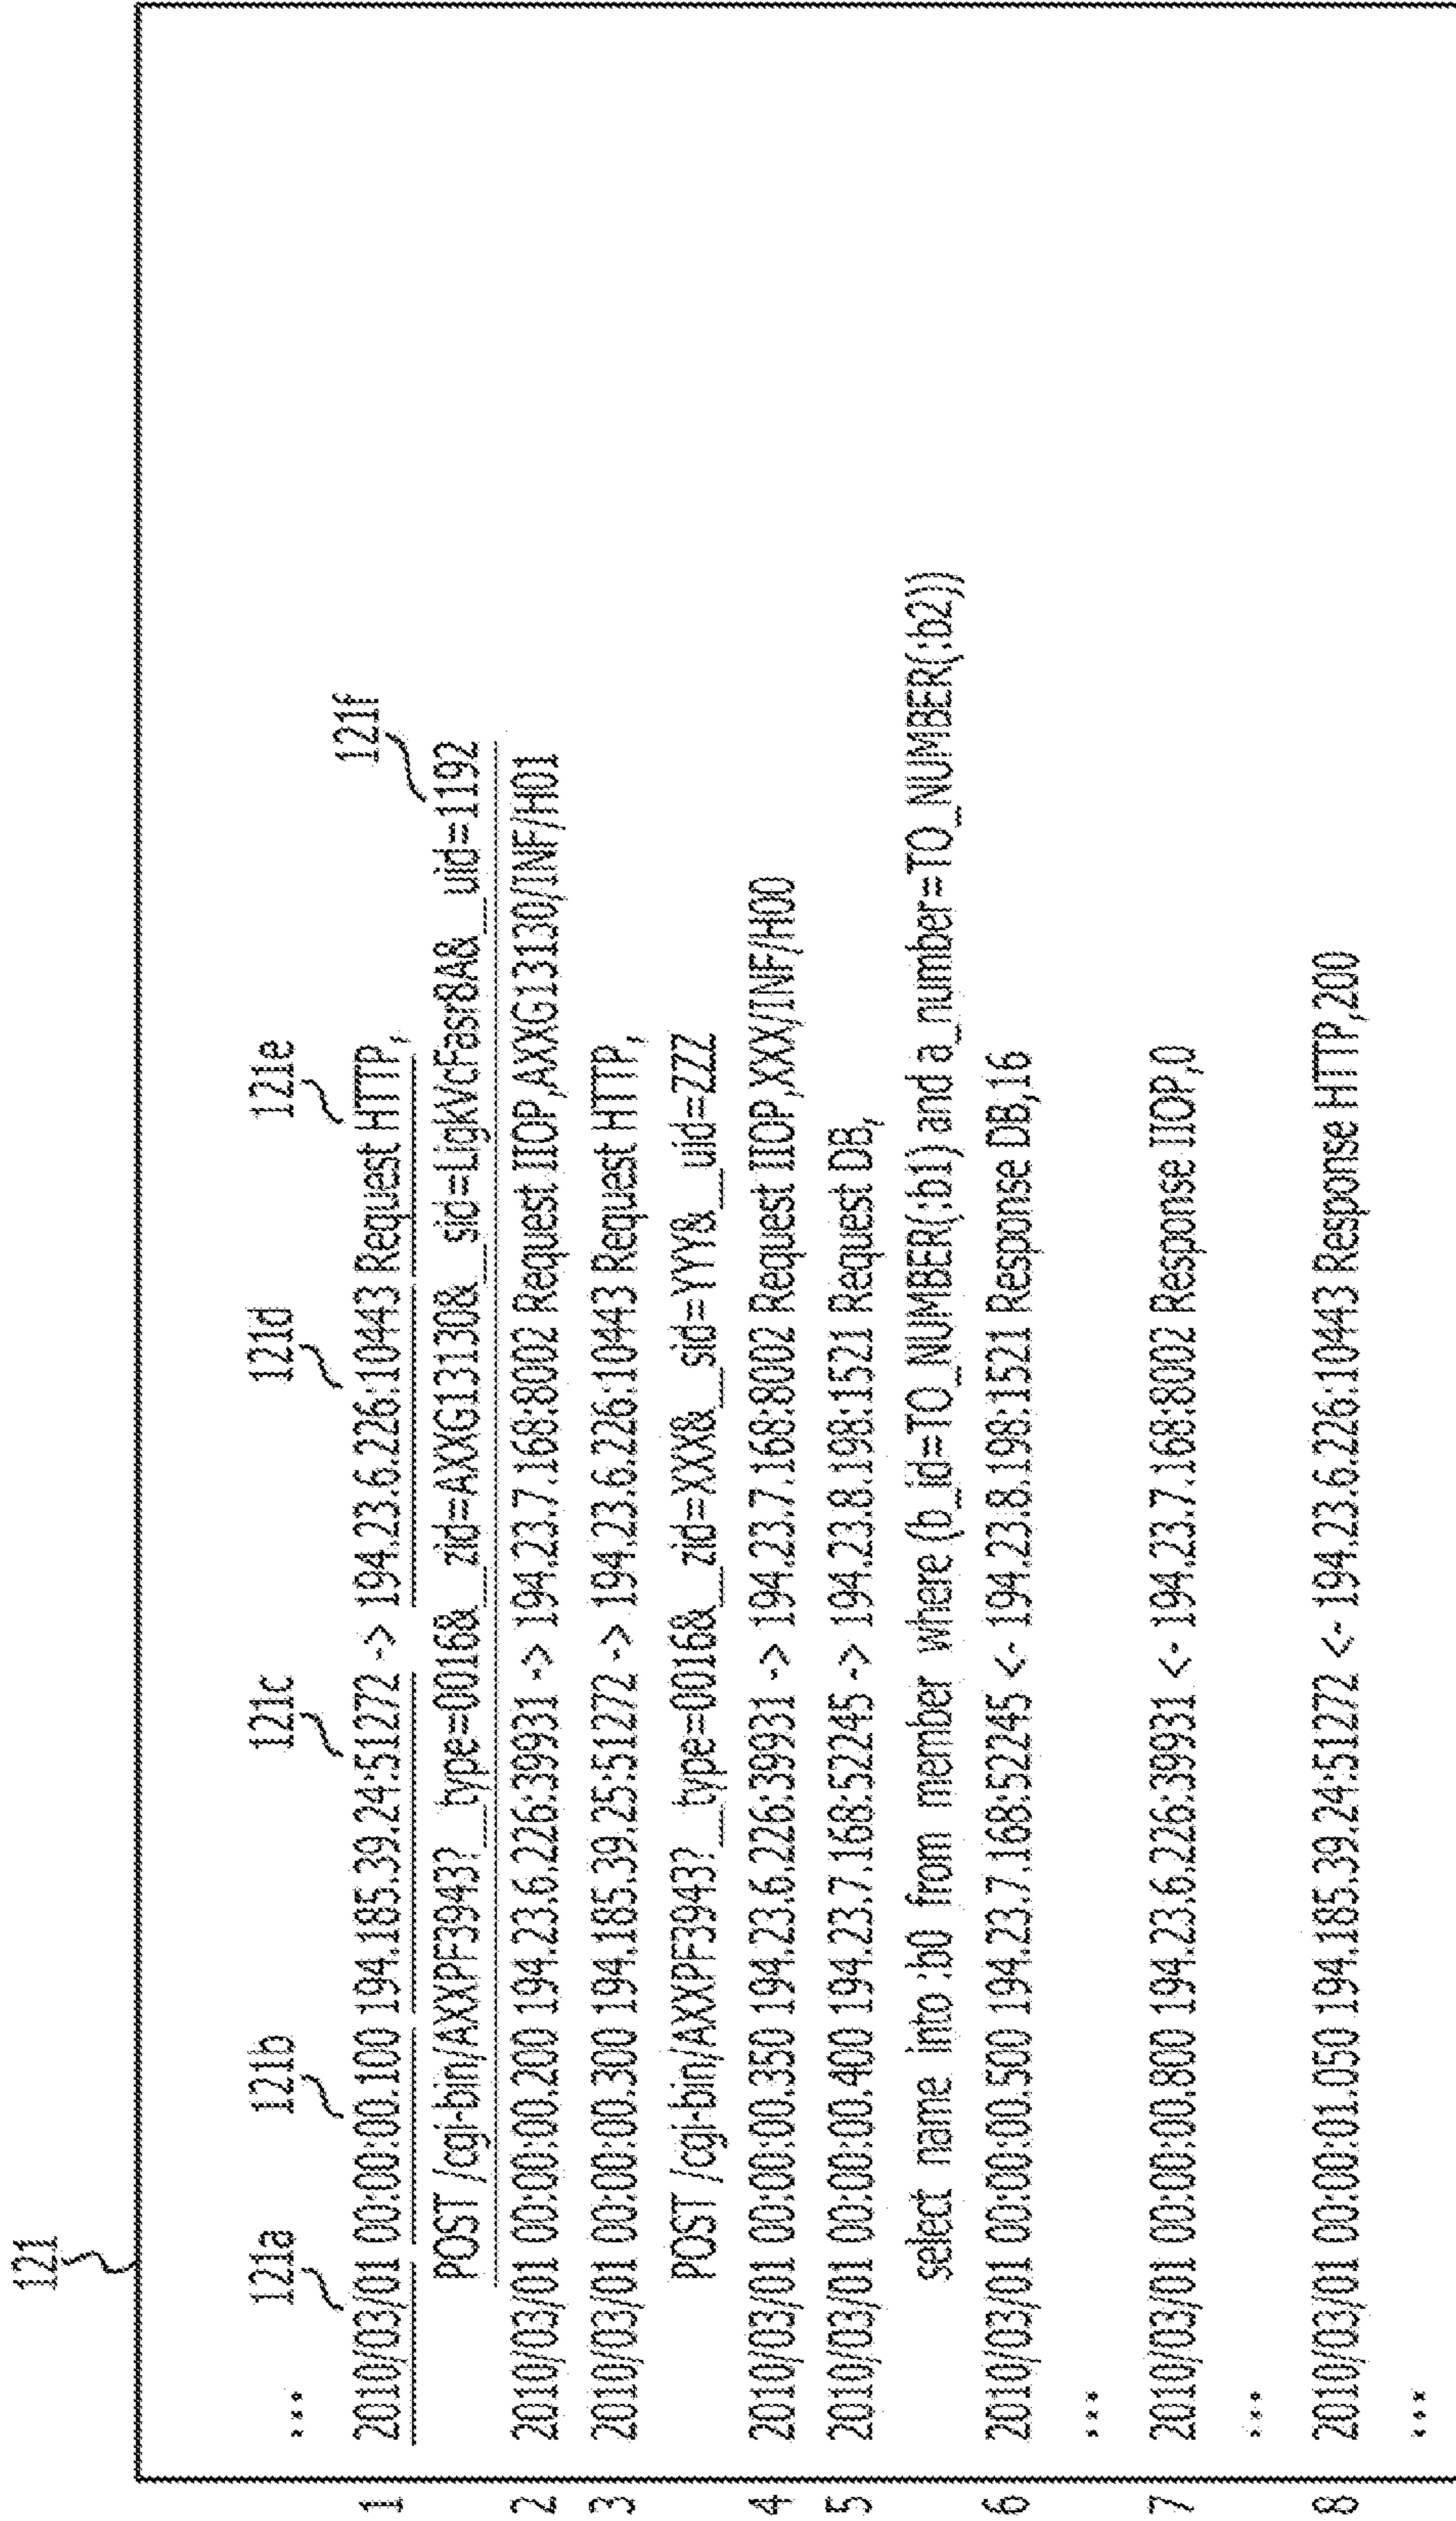 121
121a 121b 121c 121d 121e
...
1 2010/03/01 00:00:00.100 194.185.39.24:51272 -> 194.23.6.226:10443 Request HTTP,
121f
POST /cgi-bin/AXXPF3943?__type=0016&__zid=AXXG13130&__sid=LigkVcFasr8A&__uid=1192
2 2010/03/01 00:00:00.200 194.23.6.226:39931 -> 194.23.7.168:8002 Request IIOP,AXXG13130/INF/H01
3 2010/03/01 00:00:00.300 194.185.39.25:51272 -> 194.23.6.226:10443 Request HTTP,
POST /cgi-bin/AXXPF3943?__type=0016&__zid=XXX&__sid=YYY&__uid=ZZZ
4 2010/03/01 00:00:00.350 194.23.6.226:39931 -> 194.23.7.168:8002 Request IIOP,XXX/INF/H00
5 2010/03/01 00:00:00.400 194.23.7.168:52245 -> 194.23.8.198:1521 Request DB,
select name into :b0 from member where (b_id=TO_NUMBER(:b1) and a_number=TO_NUMBER(:b2))
6 2010/03/01 00:00:00.500 194.23.7.168:52245 <- 194.23.8.198:1521 Response DB,16
...
7 2010/03/01 00:00:00.800 194.23.6.226:39931 <- 194.23.7.168:8002 Response IIOP,0
...
8 2010/03/01 00:00:01.050 194.185.39.24:51272 <- 194.23.6.226:10443 Response HTTP,200
...